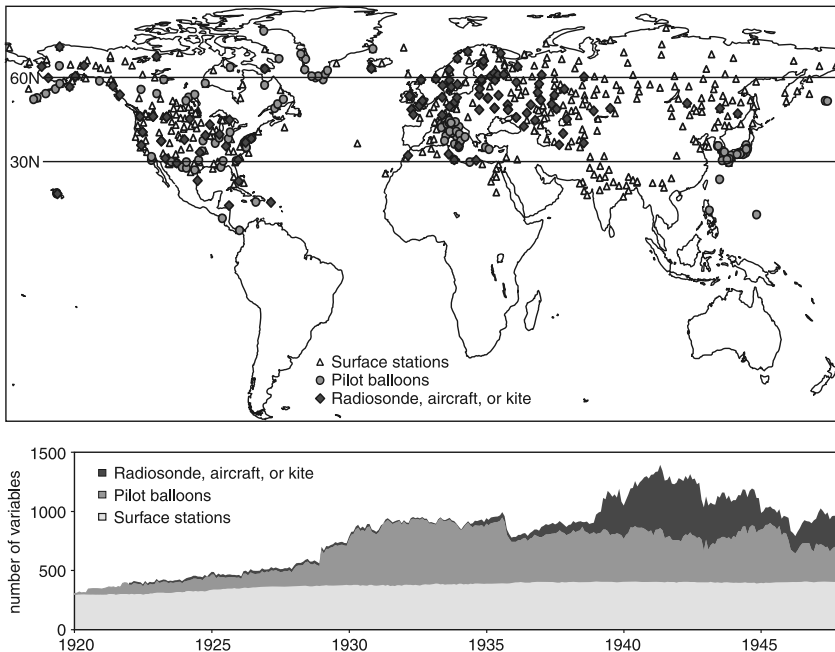 60N
30N
Surface stations
Pilot balloons
Radiosonde, aircraft, or kite
1500
Radiosonde, aircraft, or kite
Pilot balloons
Surface stations
1000
500
0
number of variables
1920 1925 1930 1935 1940 1945